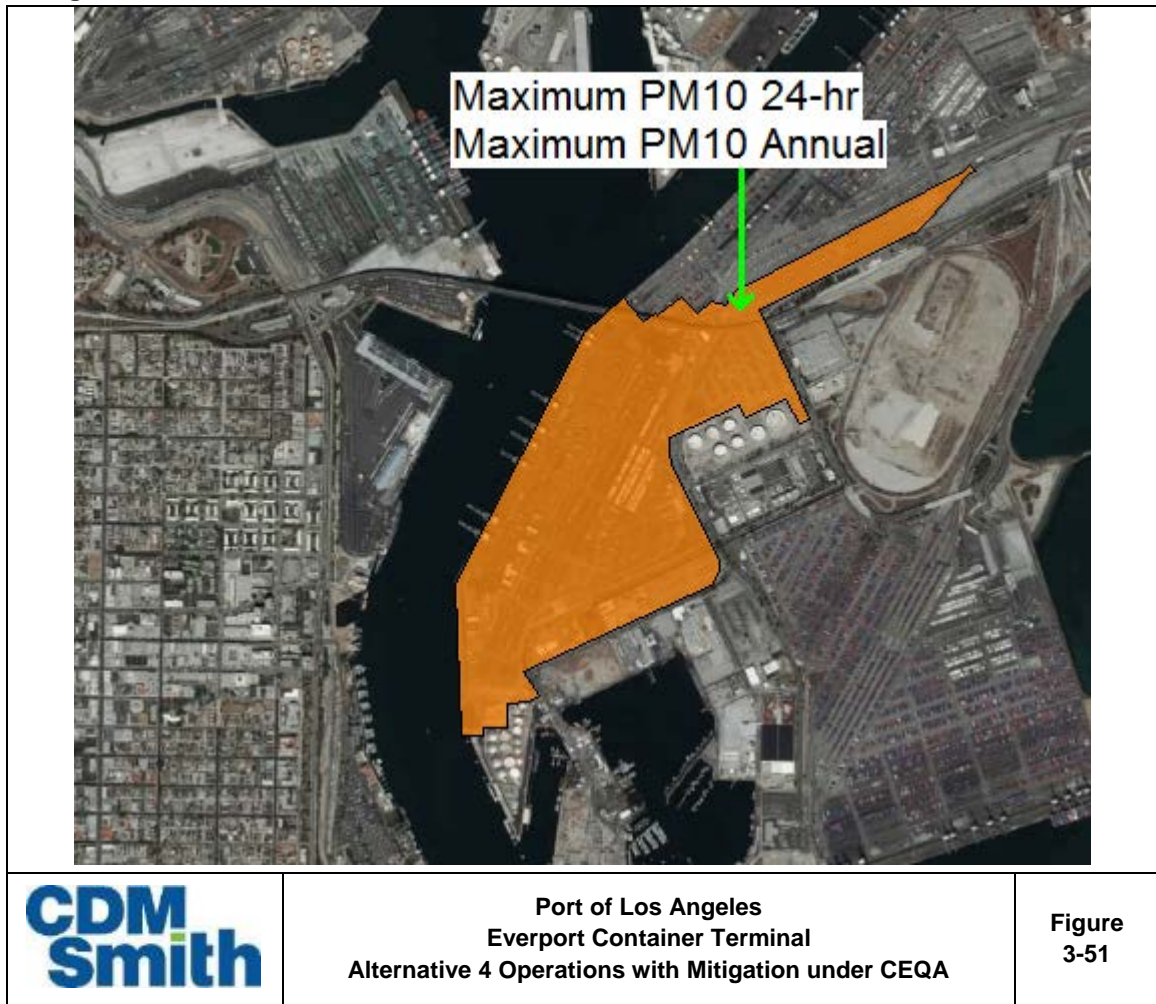 Maximum PM10 24-hr
Maximum PM10 Annual
CDM
Smith
Port of Los Angeles
Everport Container Terminal
Alternative 4 Operations with Mitigation under CEQA
Figure
3-51